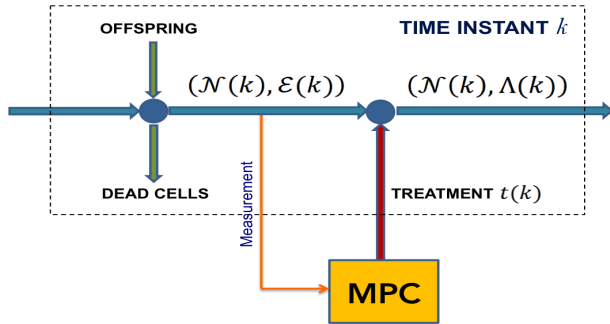 OFFSPRING
TIME INSTANT k
(𝒩(k), ℰ(k))
(𝒩(k), Λ(k))
DEAD CELLS
Measurement
TREATMENT t(k)
MPC